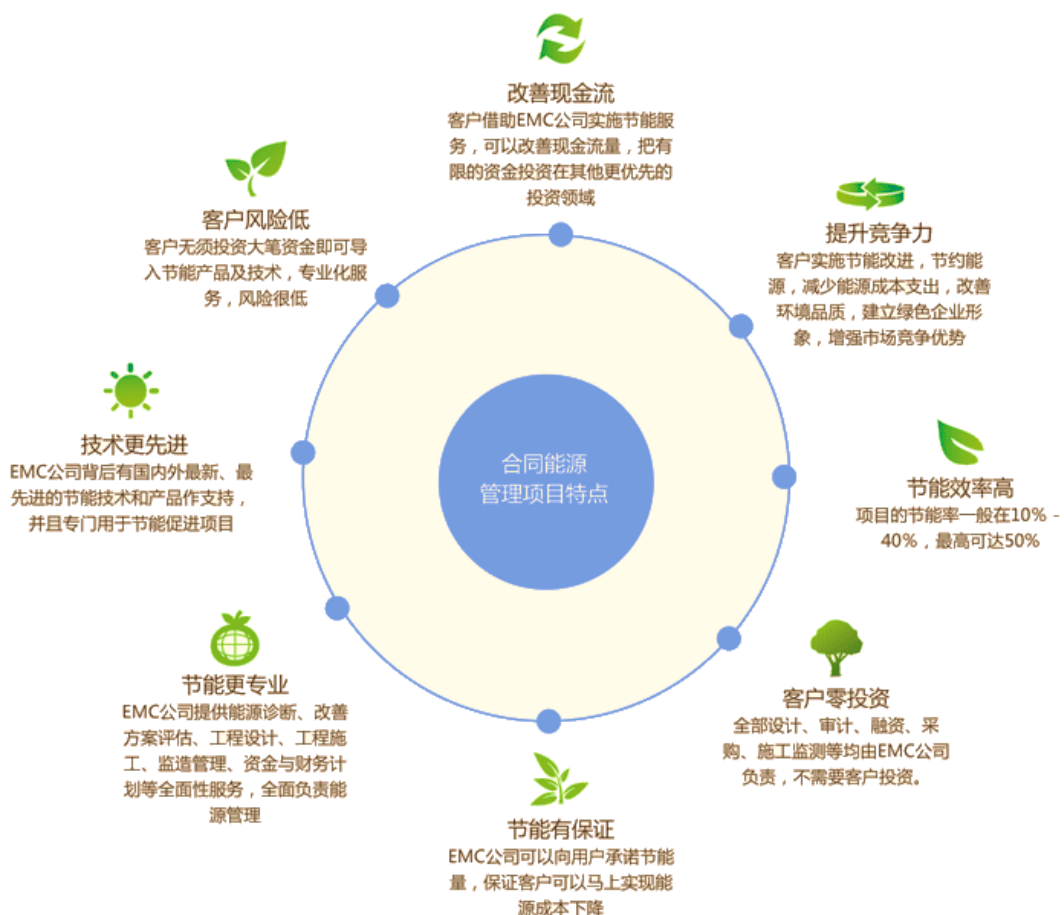 改善现金流
客户借助EMC公司实施节能服
务，可以改善现金流量，把有
限的资金投资在其他更优先的
投资领域
提升竞争力
客户实施节能改进，节约能
源，减少能源成本支出，改善
环境品质，建立绿色企业形
象，增强市场竞争优势
节能效率高
项目的节能率一般在10% -
40%，最高可达50%
客户零投资
全部设计、审计、融资、采
购、施工监测等均由EMC公司
负责，不需要客户投资。
节能有保证
EMC公司可以向用户承诺节能
量，保证客户可以马上实现能
源成本下降
节能更专业
EMC公司提供能源诊断、改善
方案评估、工程设计、工程施
工、监造管理、资金与财务计
划等全面性服务，全面负责能
源管理
技术更先进
EMC公司背后有国内外最新、最
先进的节能技术和产品作支持，
并且专门用于节能促进项目
客户风险低
客户无须投资大笔资金即可导
入节能产品及技术，专业化服
务，风险很低
合同能源
管理项目特点